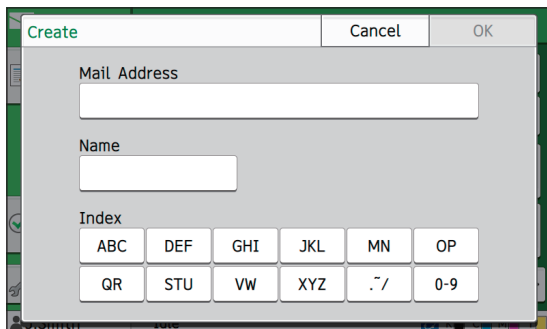 Create Cancel OK
Mail Address
Name
Index
ABC DEF GHI JKL MN OP
QR STU VW XYZ .~/ 0-9